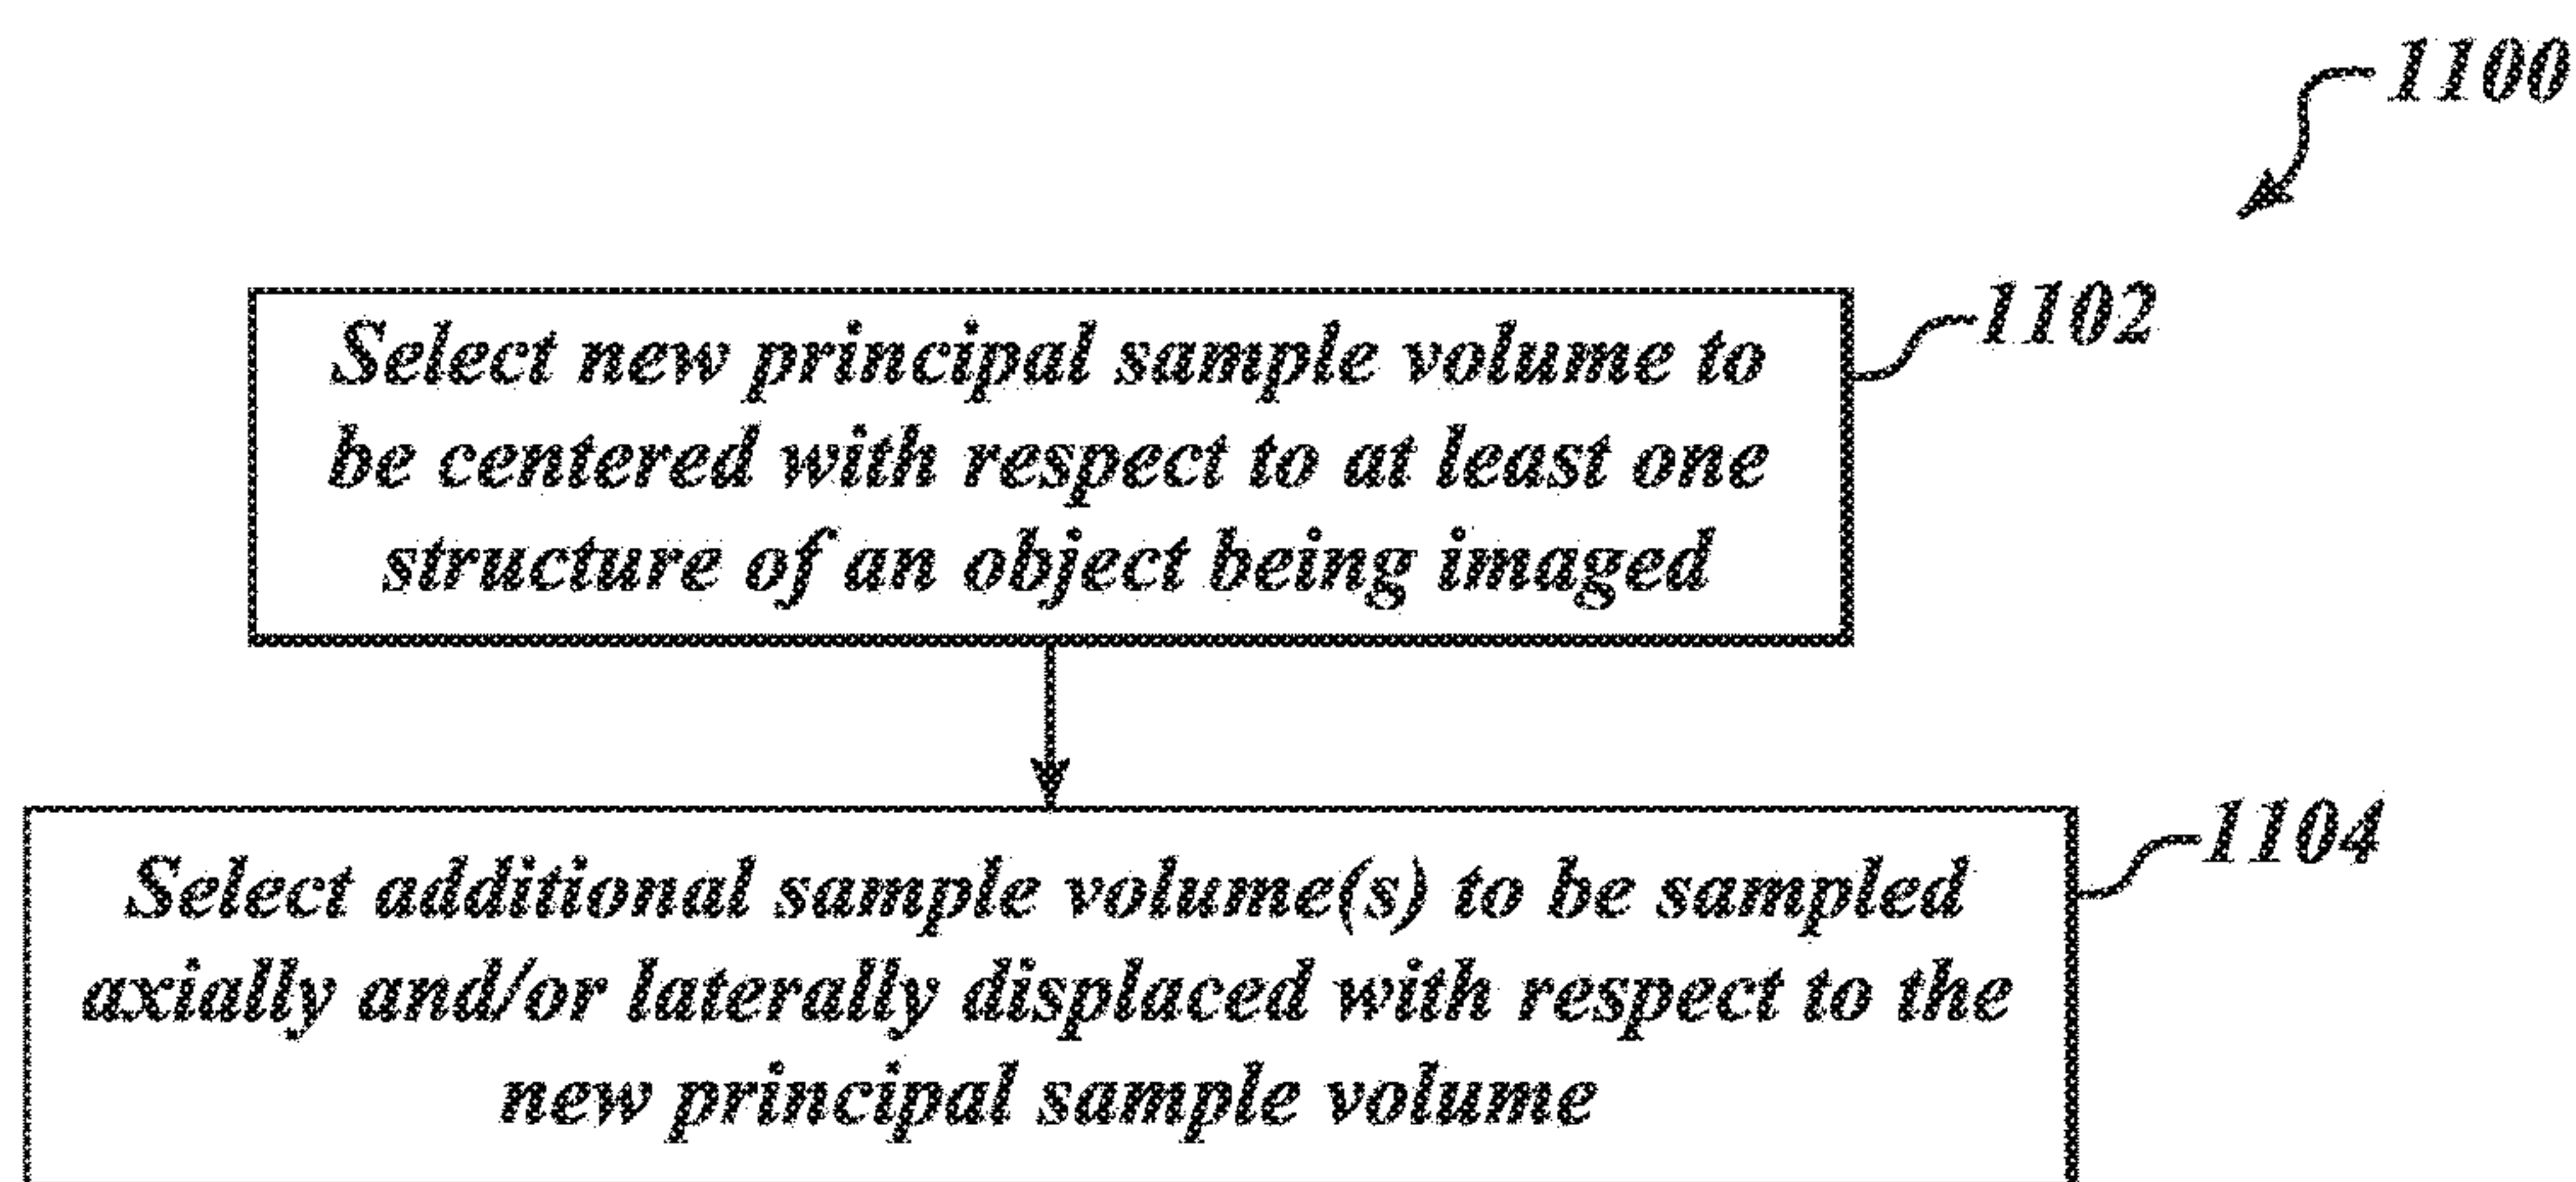 1100
1102
Select new principal sample volume to
be centered with respect to at least one
structure of an object being imaged
1104
Select additional sample volume(s) to be sampled
axially and/or laterally displaced with respect to the
new principal sample volume